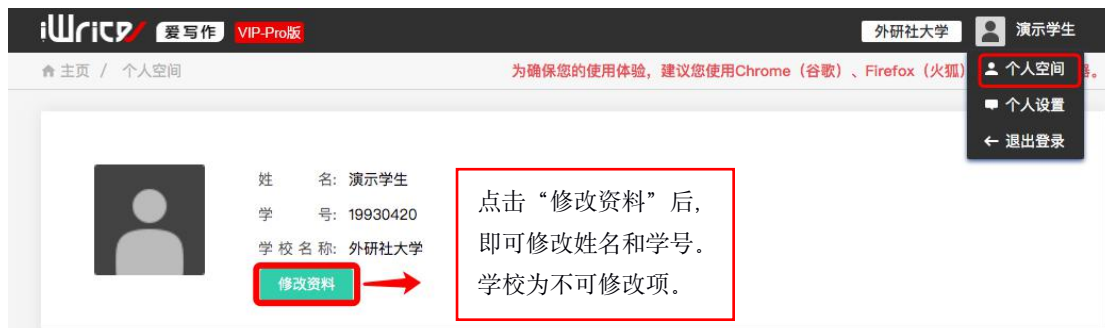 iWrite 爱写作 VIP-Pro版 外研社大学 演示学生
主页 / 个人空间 为确保您的使用体验，建议您使用Chrome（谷歌）、Firefox（火狐） 器。
个人空间
个人设置
退出登录
姓 名: 演示学生
学 号: 19930420
学校名称: 外研社大学
修改资料
点击“修改资料”后，
即可修改姓名和学号。
学校为不可修改项。